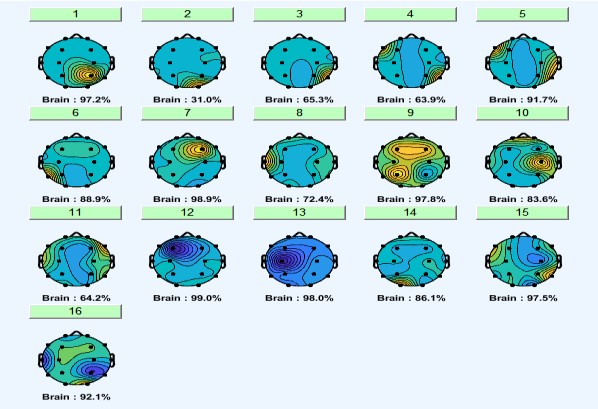 1 2 3 4 5
Brain : 97.2% Brain : 31.0% Brain : 65.3% Brain : 63.9% Brain : 91.7%
6 7 8 9 10
Brain : 88.9% Brain : 98.9% Brain : 72.4% Brain : 97.8% Brain : 83.6%
11 12 13 14 15
Brain : 64.2% Brain : 99.0% Brain : 98.0% Brain : 86.1% Brain : 97.5%
16
Brain : 92.1%